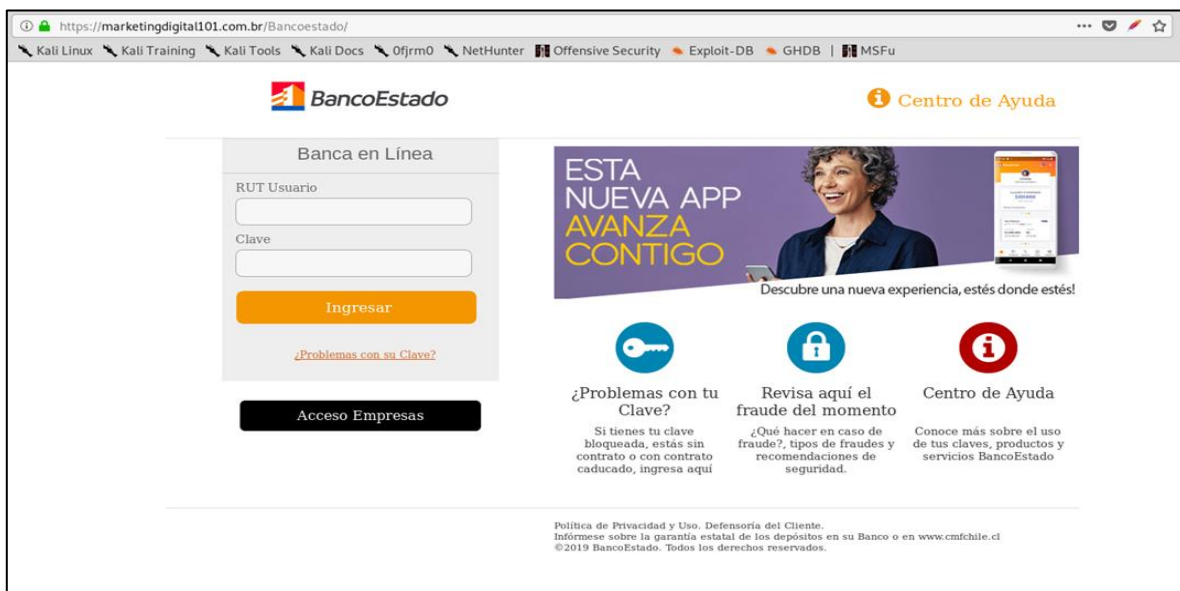 https://marketingdigital101.com.br/Bancoestado/
Kali Linux Kali Training Kali Tools Kali Docs 0fjrm0 NetHunter Offensive Security Exploit-DB GHDB | MSFu
BancoEstado
Centro de Ayuda
Banca en Línea
RUT Usuario
Clave
Ingresar
¿Problemas con su Clave?
Acceso Empresas
ESTA
NUEVA APP
AVANZA
CONTIGO
Descubre una nueva experiencia, estés donde estés!
¿Problemas con tu
Clave?
Si tienes tu clave
bloqueada, estás sin
contrato o con contrato
caducado, ingresa aquí
Revisa aquí el
fraude del momento
¿Qué hacer en caso de
fraude?, tipos de fraudes y
recomendaciones de
seguridad.
Centro de Ayuda
Conoce más sobre el uso
de tus claves, productos y
servicios BancoEstado
Política de Privacidad y Uso. Defensoría del Cliente.
Infórmese sobre la garantía estatal de los depósitos en su Banco o en www.cmfchile.cl
©2019 BancoEstado. Todos los derechos reservados.